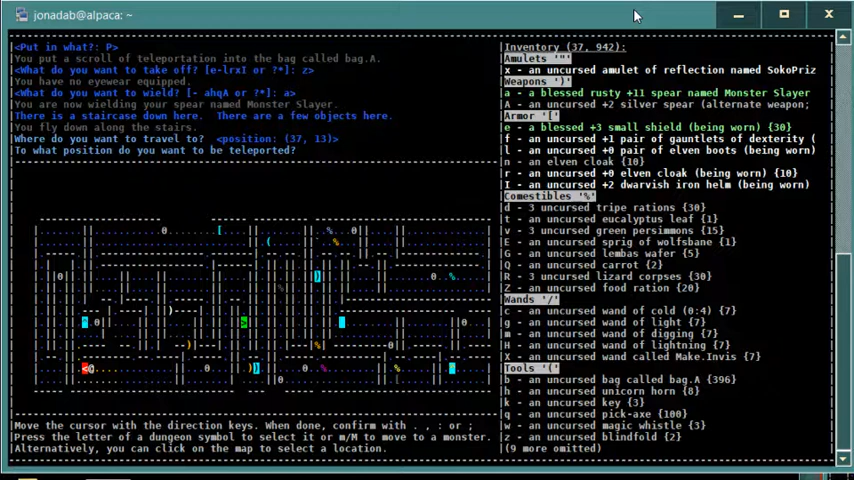 jonadab@alpaca: ~
<Put in what?: P>
You put a scroll of teleportation into the bag called bag.A.
<What do you want to take off? [e-lrxI or ?*]: z>
You have no eyewear equipped.
<What do you want to wield? [- ahqA or ?*]: a>
You are now wielding your spear named Monster Slayer.
There is a staircase down here.  There are a few objects here.
You fly down along the stairs.
Where do you want to travel to?  <position: (37, 13)>
To what position do you want to be teleported?
Move the cursor with the direction keys. When done, confirm with . , : or ;
Press the letter of a dungeon symbol to select it or m/M to move to a monster.
Alternatively, you can click on the map to select a location.
Inventory (37, 942):
Amulets '"'
x - an uncursed amulet of reflection named SokoPriz
Weapons ')'
a - a blessed rusty +11 spear named Monster Slayer
A - an uncursed +2 silver spear (alternate weapon;
Armor '['
e - a blessed +3 small shield (being worn) {30}
f - an uncursed +1 pair of gauntlets of dexterity (
l - an uncursed +0 pair of elven boots (being worn)
n - an elven cloak {10}
r - an uncursed +0 elven cloak (being worn) {10}
I - an uncursed +2 dwarvish iron helm (being worn)
Comestibles '%'
d - 3 uncursed tripe rations {30}
t - an uncursed eucalyptus leaf {1}
v - 3 uncursed green persimmons {15}
E - an uncursed sprig of wolfsbane {1}
G - an uncursed lembas wafer {5}
Q - an uncursed carrot {2}
R - 3 uncursed lizard corpses {30}
Z - an uncursed food ration {20}
Wands '/'
c - an uncursed wand of cold (0:4) {7}
g - an uncursed wand of light {7}
m - an uncursed wand of digging {7}
H - an uncursed wand of lightning {7}
X - an uncursed wand called Make.Invis {7}
Tools '('
b - an uncursed bag called bag.A {396}
h - an uncursed unicorn horn {8}
k - an uncursed key {3}
q - an uncursed pick-axe {100}
w - an uncursed magic whistle {3}
z - an uncursed blindfold {2}
(9 more omitted)